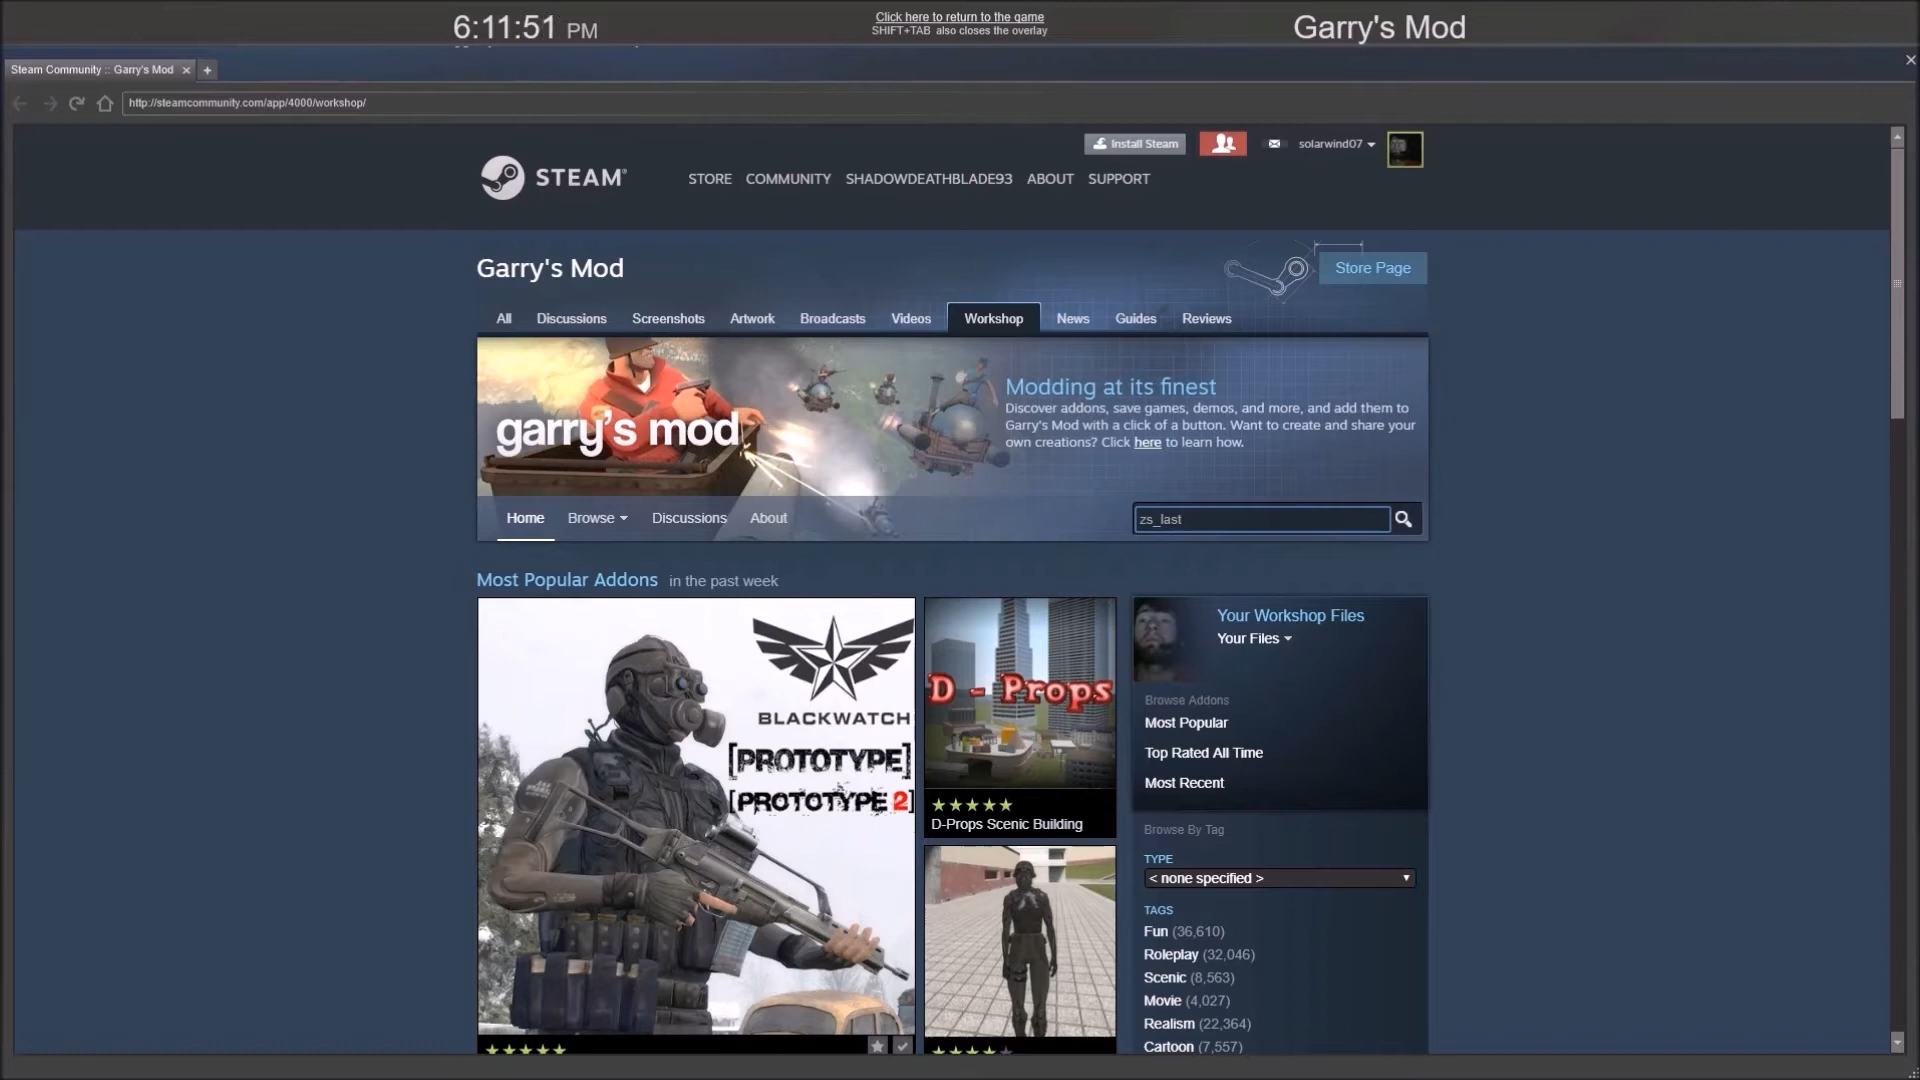 6:11:51 PM
Click here to return to the game
SHIFT+TAB also closes the overlay
Garry's Mod
Steam Community :: Garry's Mod
http://steamcommunity.com/app/4000/workshop/
Install Steam
solarwind07
STEAM
STORE COMMUNITY SHADOWDEATHBLADE93 ABOUT SUPPORT
Garry's Mod
Store Page
All Discussions Screenshots Artwork Broadcasts Videos Workshop News Guides Reviews
garry's mod
Modding at its finest
Discover addons, save games, demos, and more, and add them to
Garry's Mod with a click of a button. Want to create and share your
own creations? Click here to learn how.
Home Browse Discussions About
zs_last
Most Popular Addons in the past week
BLACKWATCH
[PROTOTYPE]
[PROTOTYPE 2]
D - Props
D-Props Scenic Building
Your Workshop Files
Your Files
Browse Addons
Most Popular
Top Rated All Time
Most Recent
Browse By Tag
TYPE
< none specified >
TAGS
Fun (36,610)
Roleplay (32,046)
Scenic (8,563)
Movie (4,027)
Realism (22,364)
Cartoon (7,557)